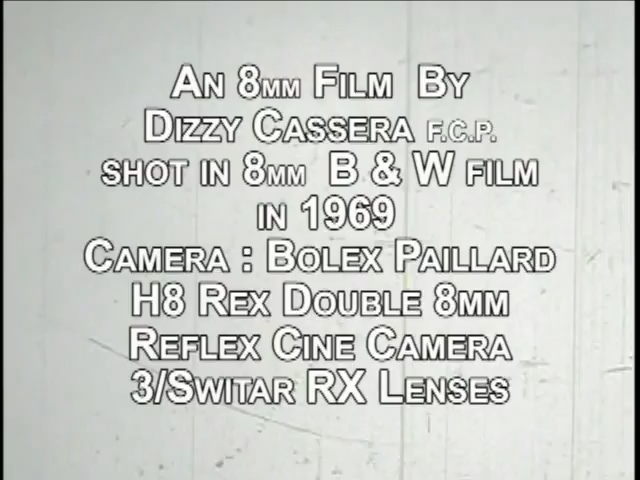 An 8mm Film By
Dizzy Cassera F.C.P.
shot in 8mm B & W film
in 1969
Camera : Bolex Paillard
H8 Rex Double 8mm
Reflex Cine Camera
3/Switar RX Lenses